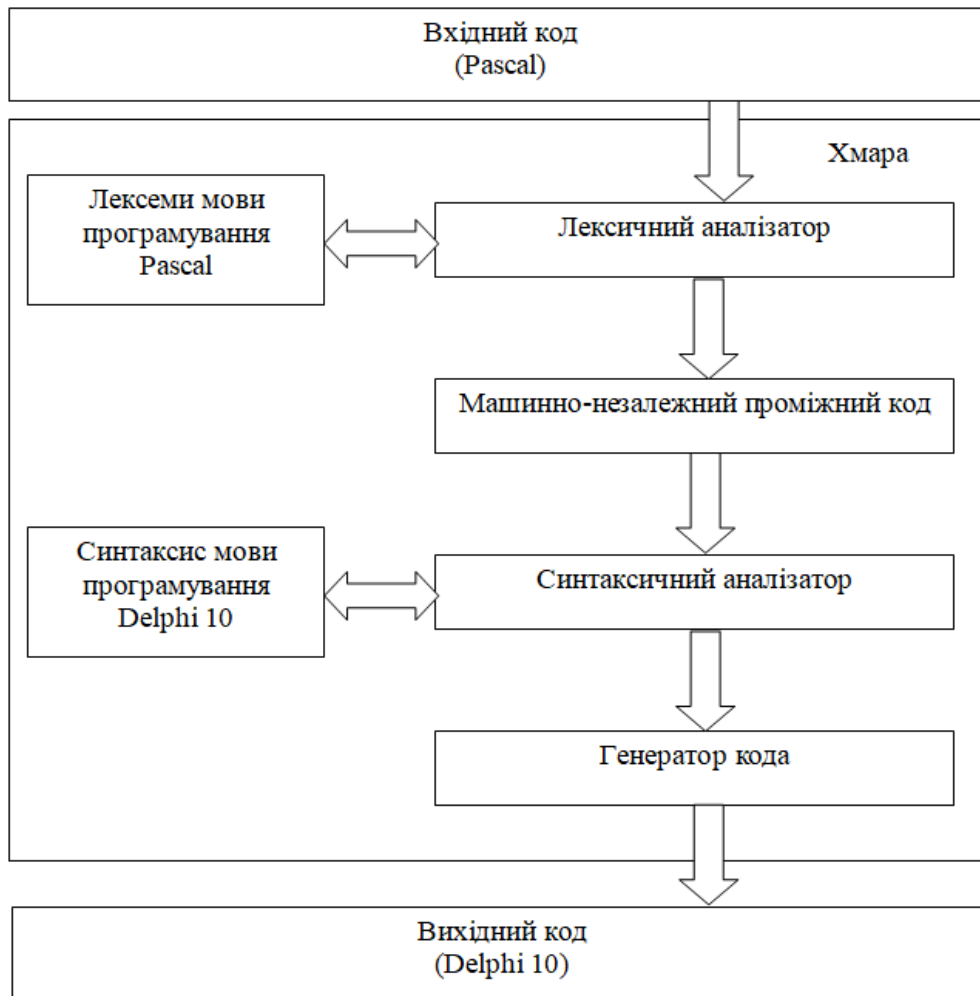 Вхідний код
(Pascal)
Хмара
Лексеми мови
програмування
Pascal
Лексичний аналізатор
Машинно-незалежний проміжний код
Синтаксис мови
програмування
Delphi 10
Синтаксичний аналізатор
Генератор кода
Вихідний код
(Delphi 10)